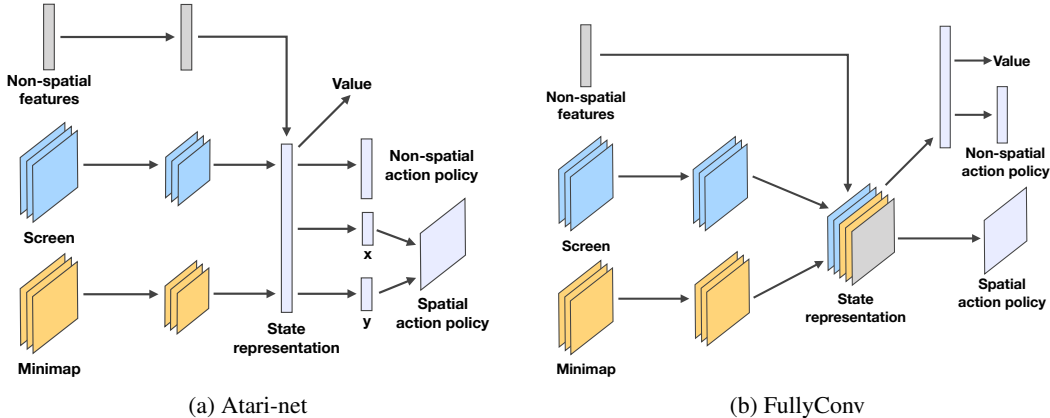 Non-spatial
features
Value
Non-spatial
action policy
Screen
x
y
Spatial
action policy
State
representation
Minimap
(a) Atari-net
Non-spatial
features
Value
Non-spatial
action policy
Screen
State
representation
Spatial
action policy
Minimap
(b) FullyConv